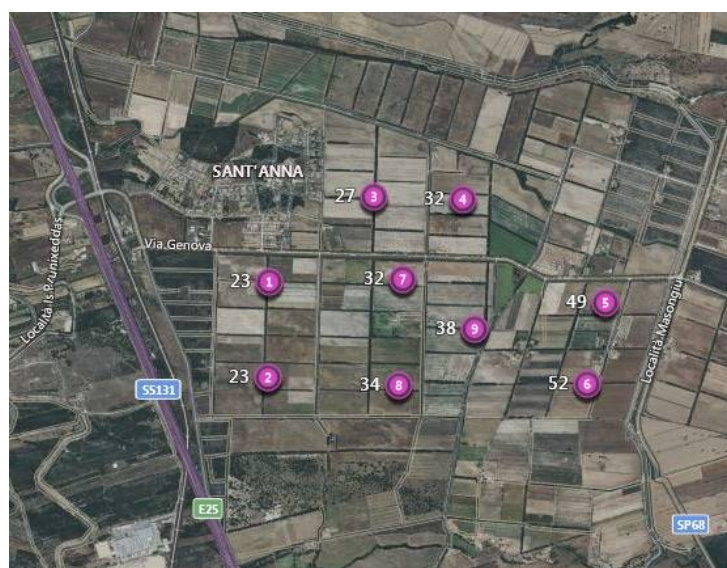 SANT'ANNA
27 3
32 4
Via Genova
Località Is Prunixeddas
23 1
32 7
49 5
38 9
Località Masongiu
23 2
34 8
52 6
SS131
E25
SP68